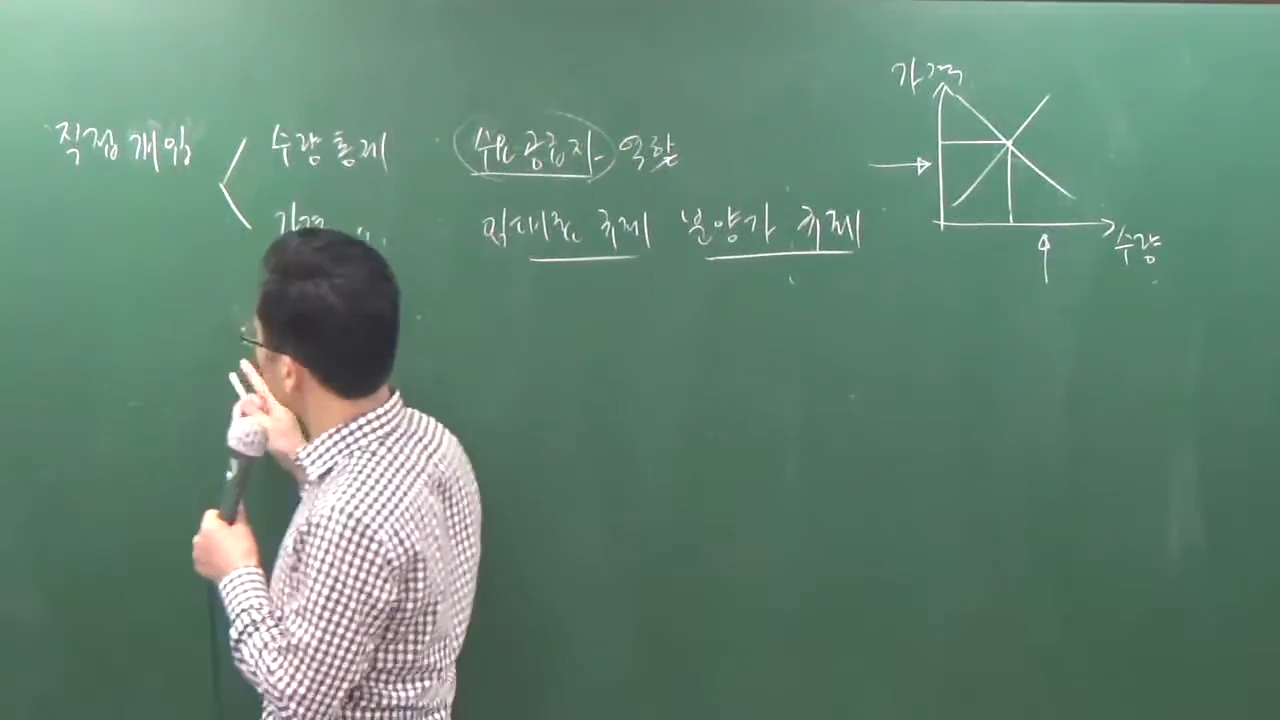 직접개입
수량 통제 수요 공급자 역할
가격
임대료 규제 분양가 규제
가격
수량